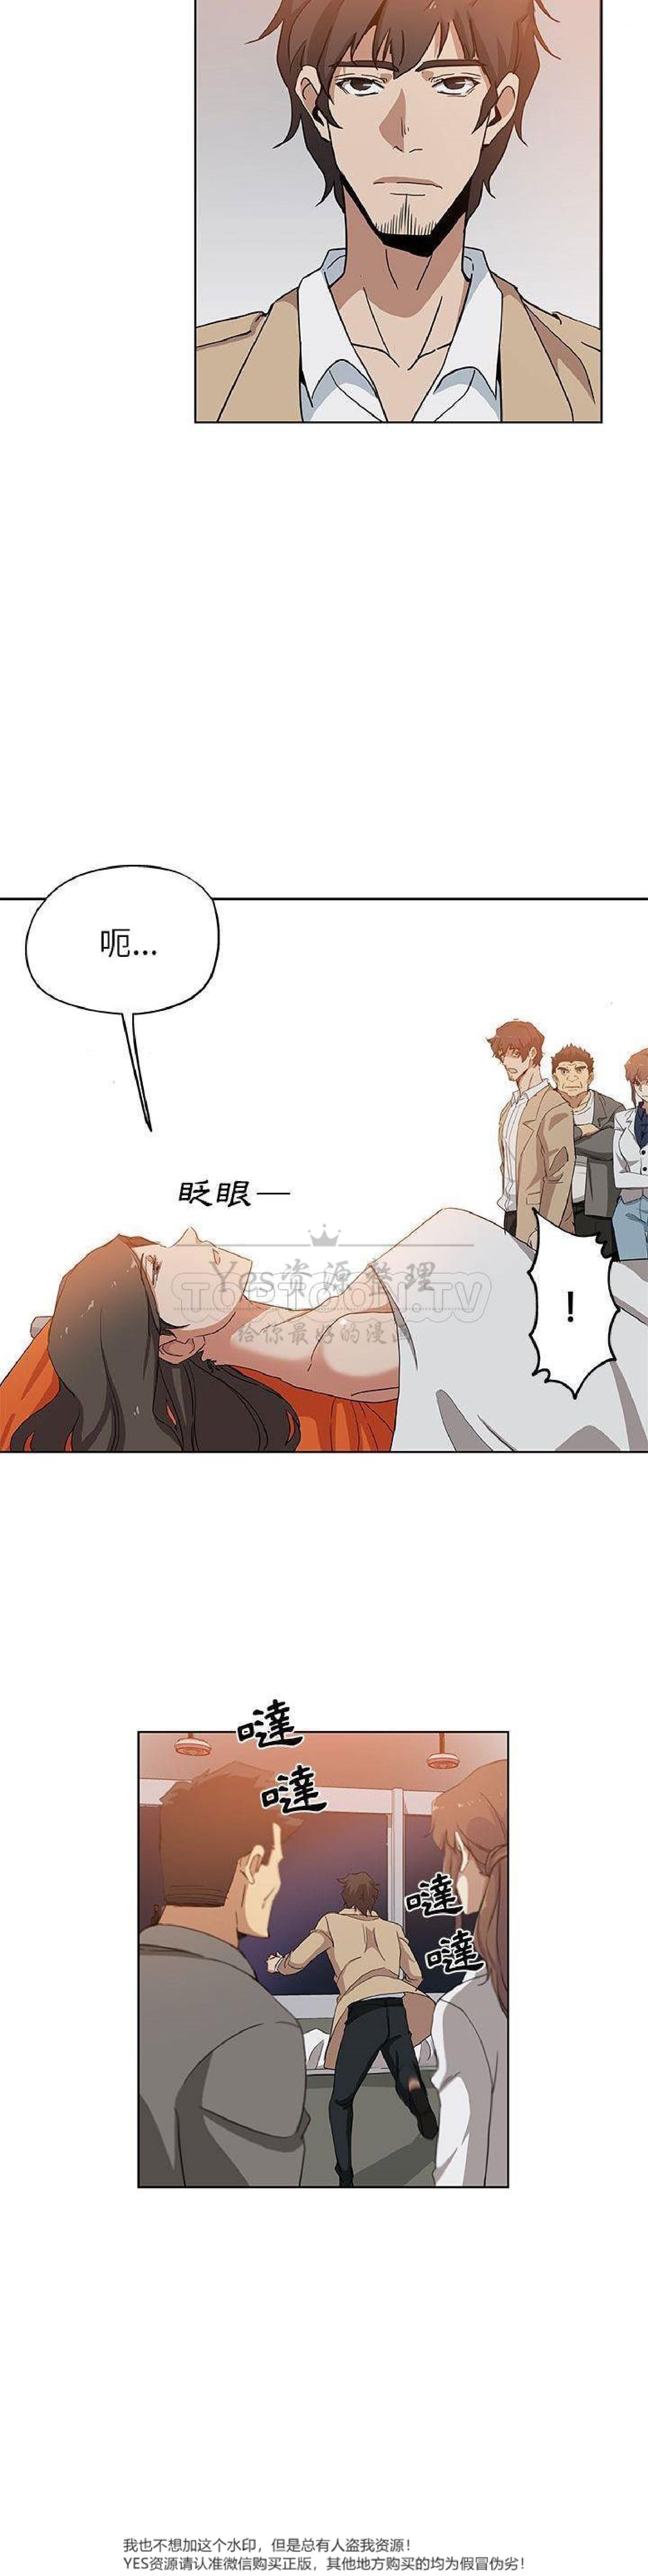 呃...
眨眼—
YES资源整理
TOPTOON.TV
给你最好的漫画
！
噠
噠
噠
噠
我也不想加这个水印，但是总有人盗我资源！
YES资源请认准微信购买正版，其他地方购买的均为假冒伪劣！